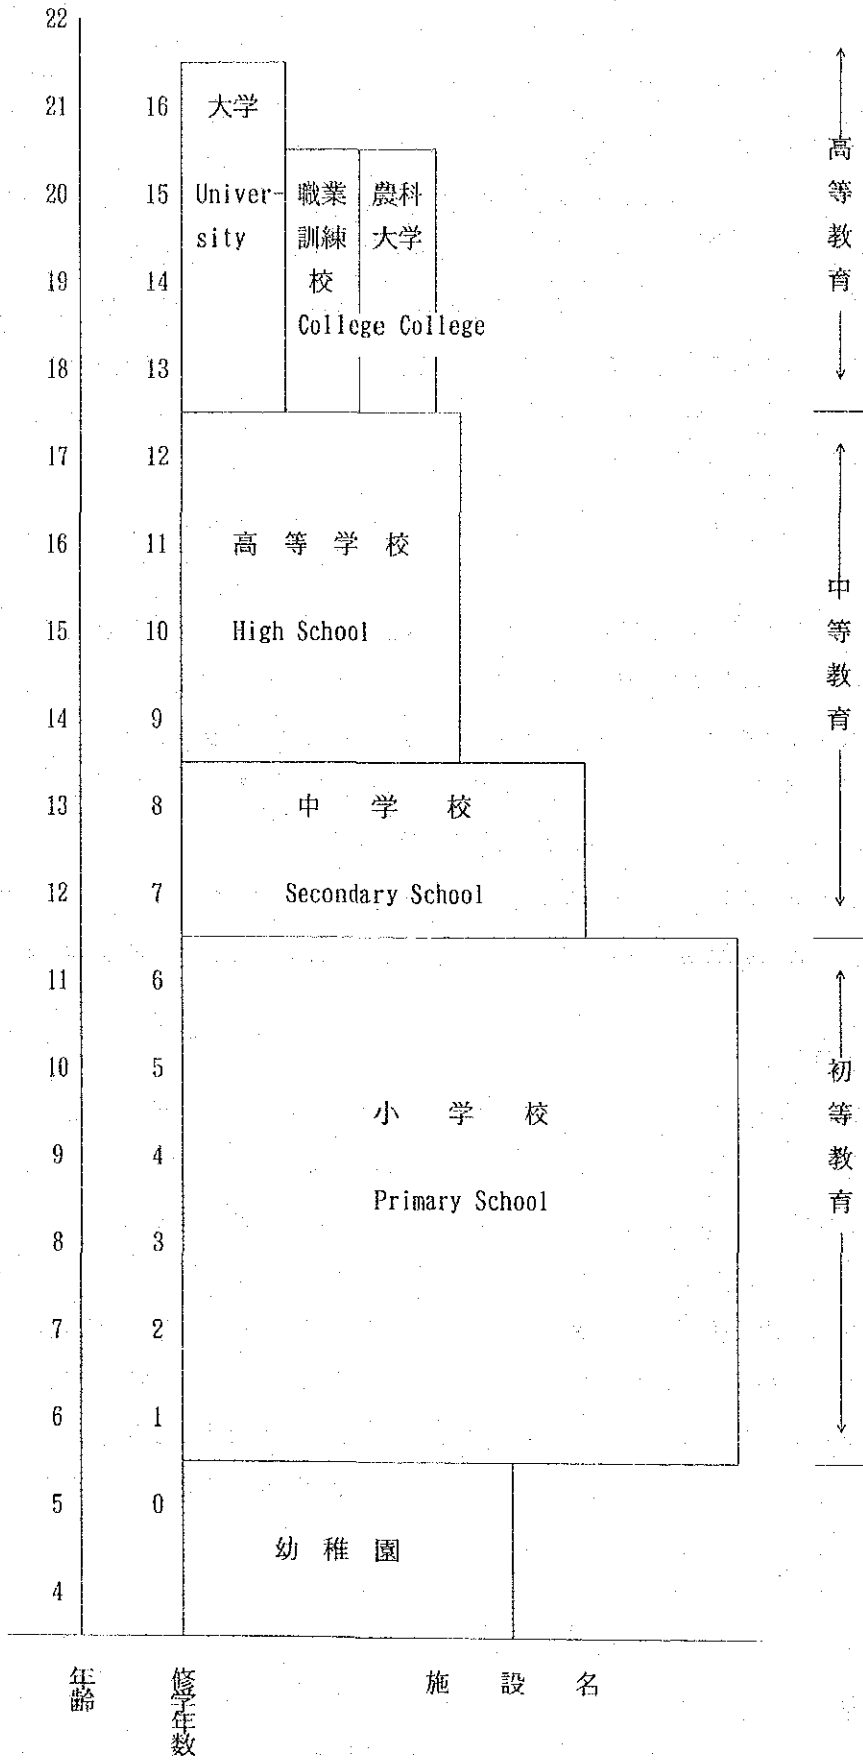 22
21 16 大学
高
20 15 Univer- 職業 農科
等
sity 訓練 大学
教
19 14 校
育
College College
18 13
17 12
16 11 高等学校
中
15 10 High School
等
教
14 9
育
13 8 中学校
12 7 Secondary School
11 6
10 5
初
小学校
等
9 4
教
Primary School
育
8 3
7 2
6 1
5 0
幼稚園
4
年齢 修学年数 施設名